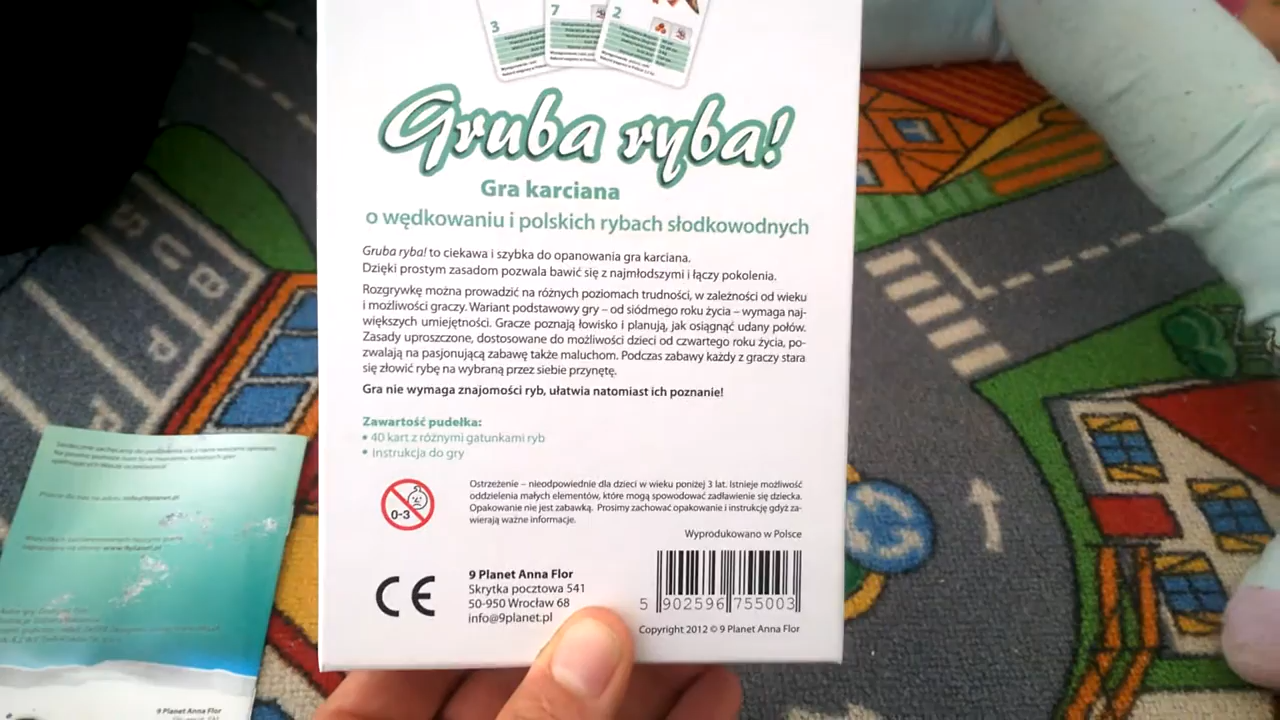 3
7
2
Gruba ryba!
Gra karciana
o wędkowaniu i polskich rybach słodkowodnych
Gruba ryba! to ciekawa i szybka do opanowania gra karciana.
Dzięki prostym zasadom pozwala bawić się z najmłodszymi i łączy pokolenia.
Rozgrywkę można prowadzić na różnych poziomach trudności, w zależności od wieku
i możliwości graczy. Wariant podstawowy gry – od siódmego roku życia – wymaga naj-
większych umiejętności. Gracze poznają łowisko i planują, jak osiągnąć udany połów.
Zasady uproszczone, dostosowane do możliwości dzieci od czwartego roku życia, po-
zwalają na pasjonującą zabawę także maluchom. Podczas zabawy każdy z graczy stara
się złowić rybę na wybraną przez siebie przynętę.
Gra nie wymaga znajomości ryb, ułatwia natomiast ich poznanie!
Zawartość pudełka:
• 40 kart z różnymi gatunkami ryb
• Instrukcja do gry
0-3
Ostrzeżenie – nieodpowiednie dla dzieci w wieku poniżej 3 lat. Istnieje możliwość
oddzielenia małych elementów, które mogą spowodować zadławienie się dziecka.
Opakowanie nie jest zabawką. Prosimy zachować opakowanie i instrukcję gdyż za-
wierają ważne informacje.
Wyprodukowano w Polsce
CE
9 Planet Anna Flor
Skrytka pocztowa 541
50-950 Wrocław 68
info@9planet.pl
5 902596 755003
Copyright 2012 © 9 Planet Anna Flor
9 Planet Anna Flor